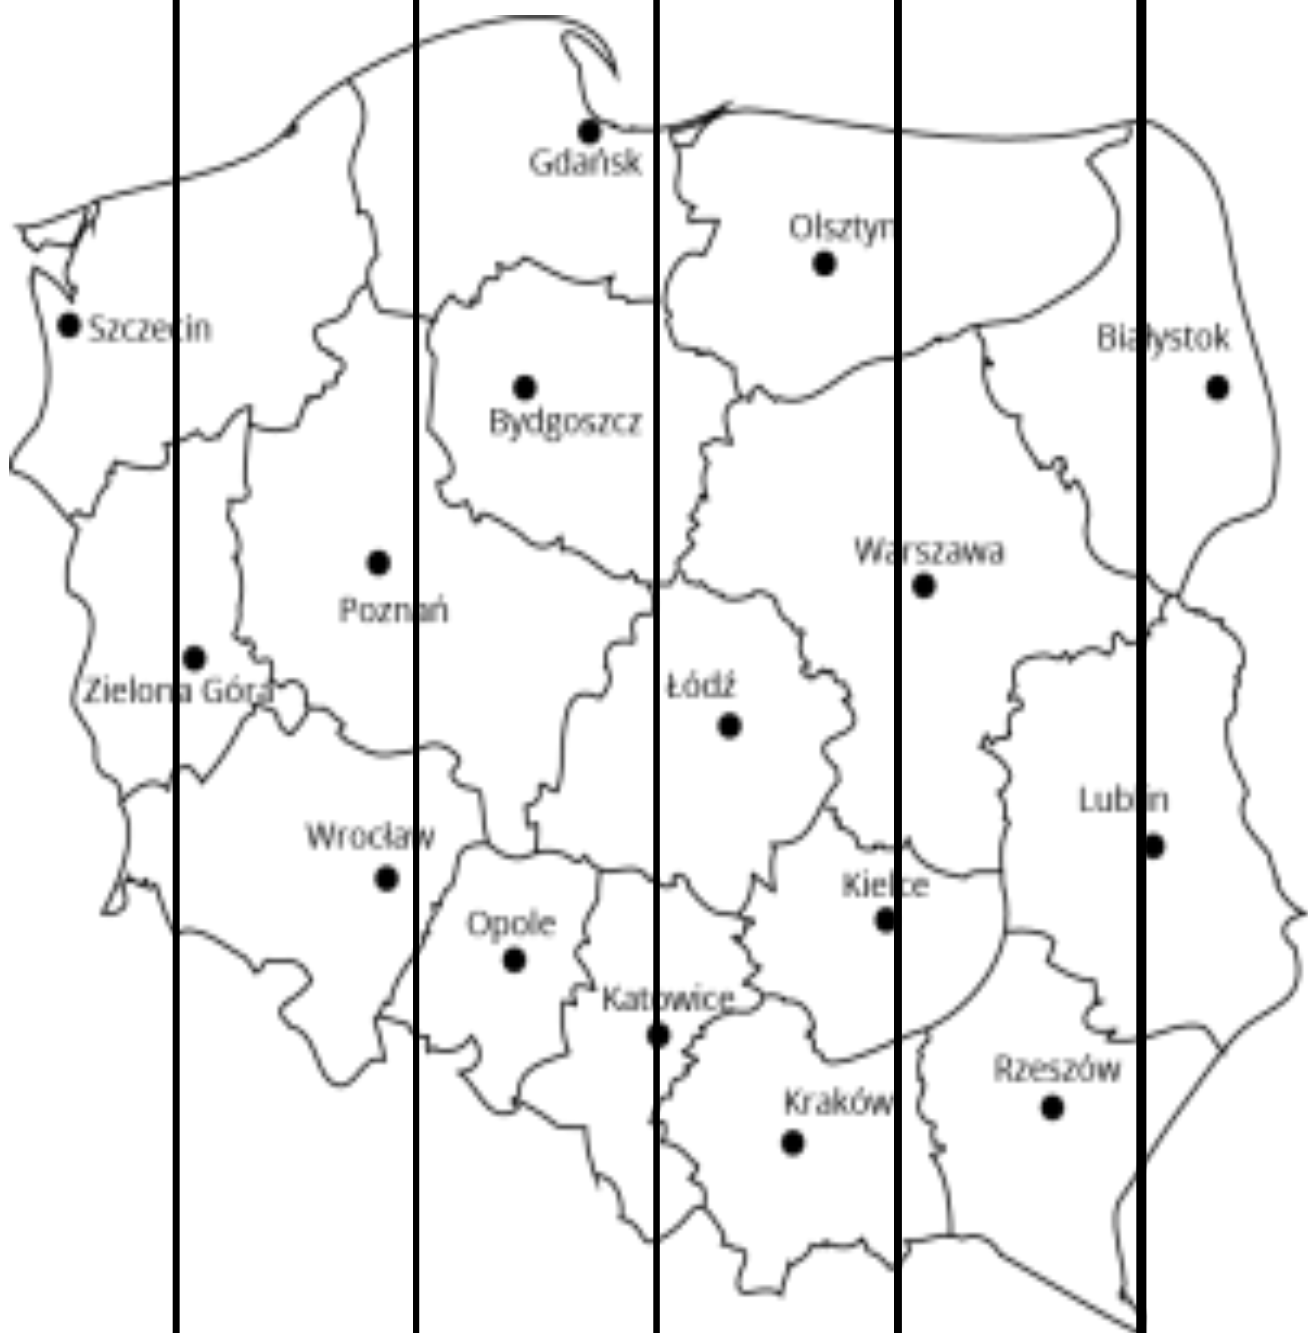 Gdańsk
Olsztyn
Szczecin
Białystok
Bydgoszcz
Warszawa
Poznań
Zielona Góra
Łódź
Lublin
Wrocław
Kielce
Opole
Katowice
Rzeszów
Kraków